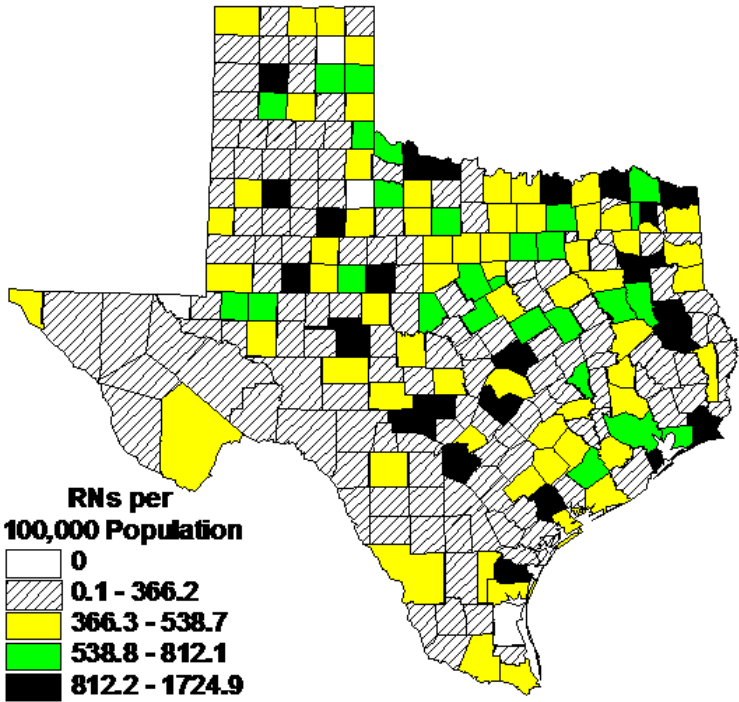 RNs per
100,000 Population
0
0.1 - 366.2
366.3 - 538.7
538.8 - 812.1
812.2 - 1724.9